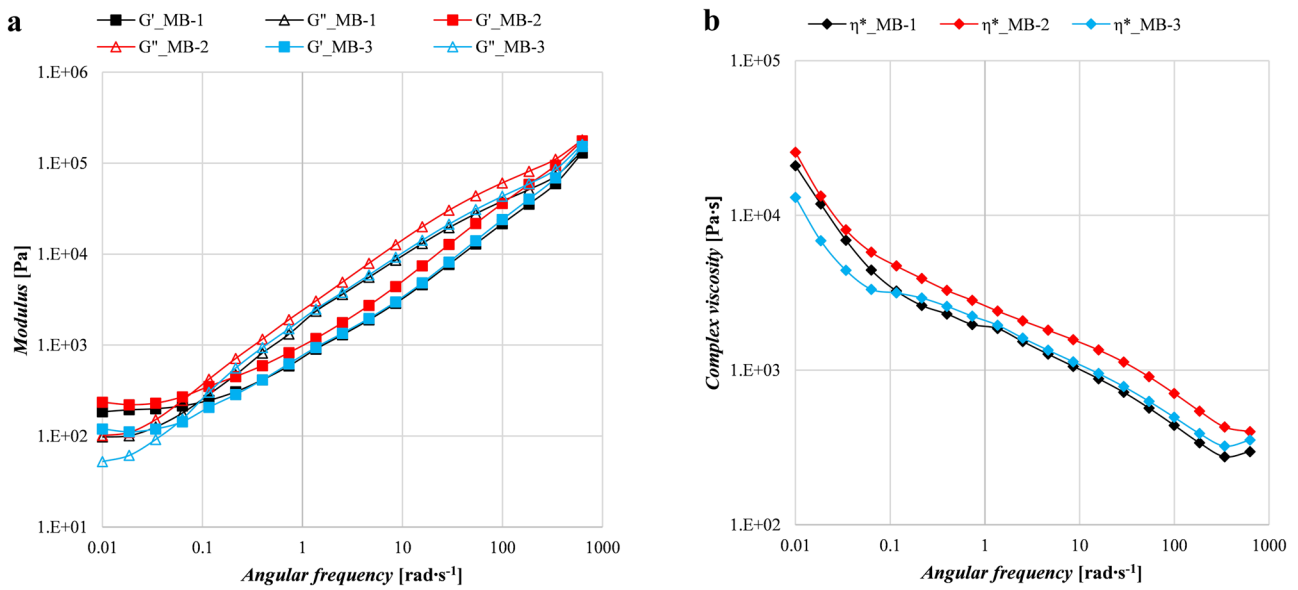 a
G'_MB-1 G"_MB-1 G'_MB-2
G"_MB-2 G'_MB-3 G"_MB-3
1.E+06
1.E+05
1.E+04
1.E+03
1.E+02
1.E+01
Modulus [Pa]
0.01 0.1 1 10 100 1000
Angular frequency [rad·s⁻¹]
b
η*_MB-1 η*_MB-2 η*_MB-3
1.E+05
1.E+04
1.E+03
1.E+02
Complex viscosity [Pa·s]
0.01 0.1 1 10 100 1000
Angular frequency [rad·s⁻¹]